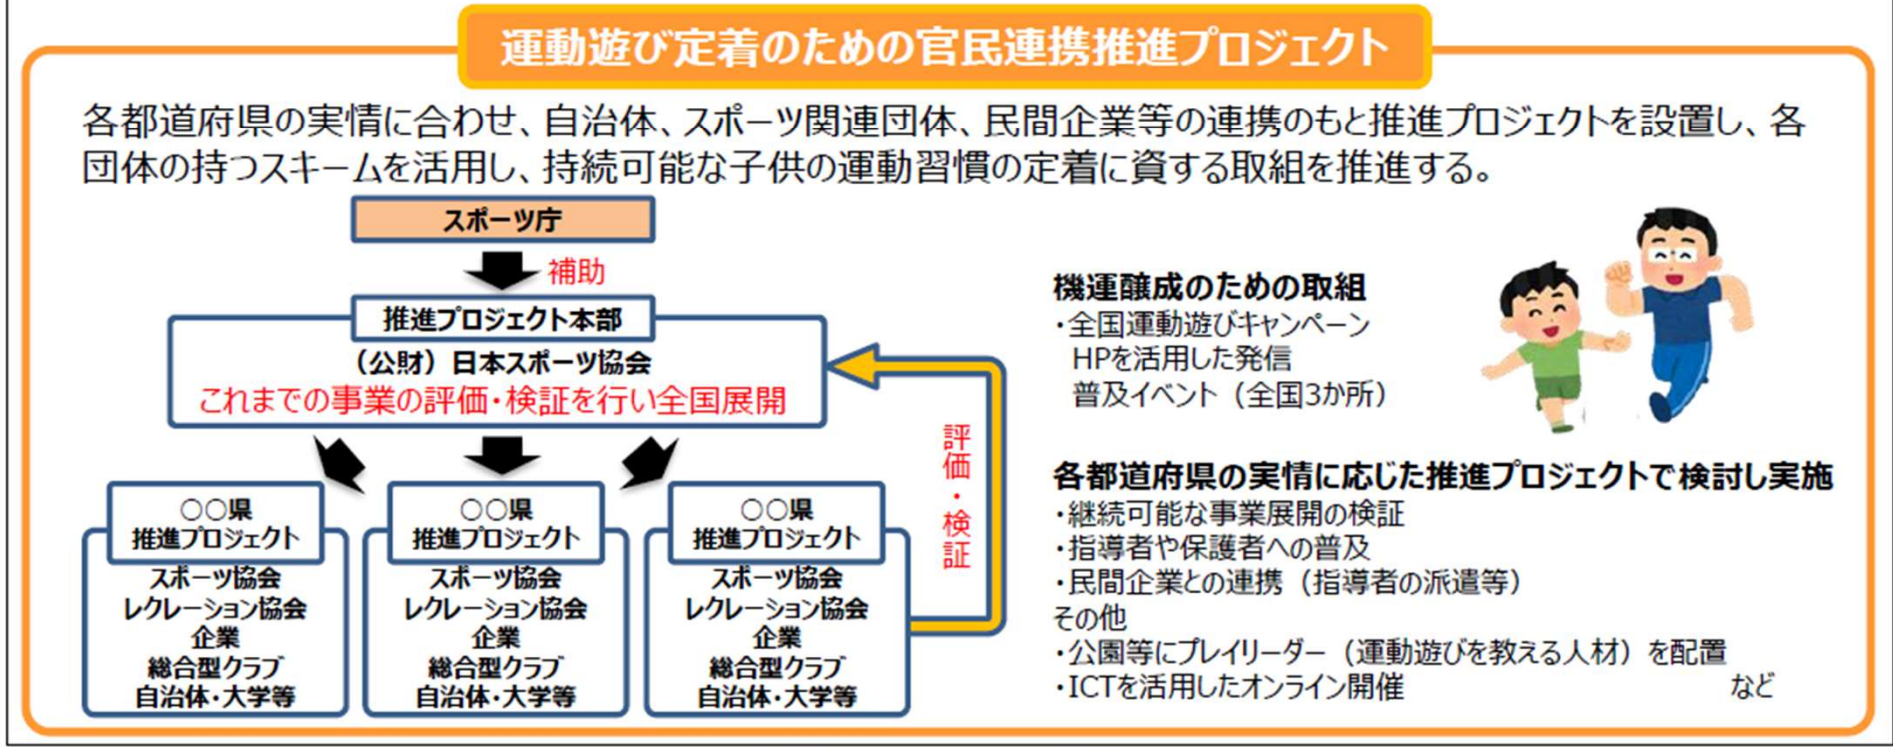 運動遊び定着のための官民連携推進プロジェクト
各都道府県の実情に合わせ、自治体、スポーツ関連団体、民間企業等の連携のもと推進プロジェクトを設置し、各
団体の持つスキームを活用し、持続可能な子供の運動習慣の定着に資する取組を推進する。
スポーツ庁
補助
推進プロジェクト本部
（公財）日本スポーツ協会
これまでの事業の評価・検証を行い全国展開
評価・検証
○○県
推進プロジェクト
スポーツ協会
レクレーション協会
企業
総合型クラブ
自治体・大学等
○○県
推進プロジェクト
スポーツ協会
レクレーション協会
企業
総合型クラブ
自治体・大学等
○○県
推進プロジェクト
スポーツ協会
レクレーション協会
企業
総合型クラブ
自治体・大学等
機運醸成のための取組
・全国運動遊びキャンペーン
HPを活用した発信
普及イベント（全国3か所）
各都道府県の実情に応じた推進プロジェクトで検討し実施
・継続可能な事業展開の検証
・指導者や保護者への普及
・民間企業との連携（指導者の派遣等）
その他
・公園等にプレイリーダー（運動遊びを教える人材）を配置
・ICTを活用したオンライン開催 など